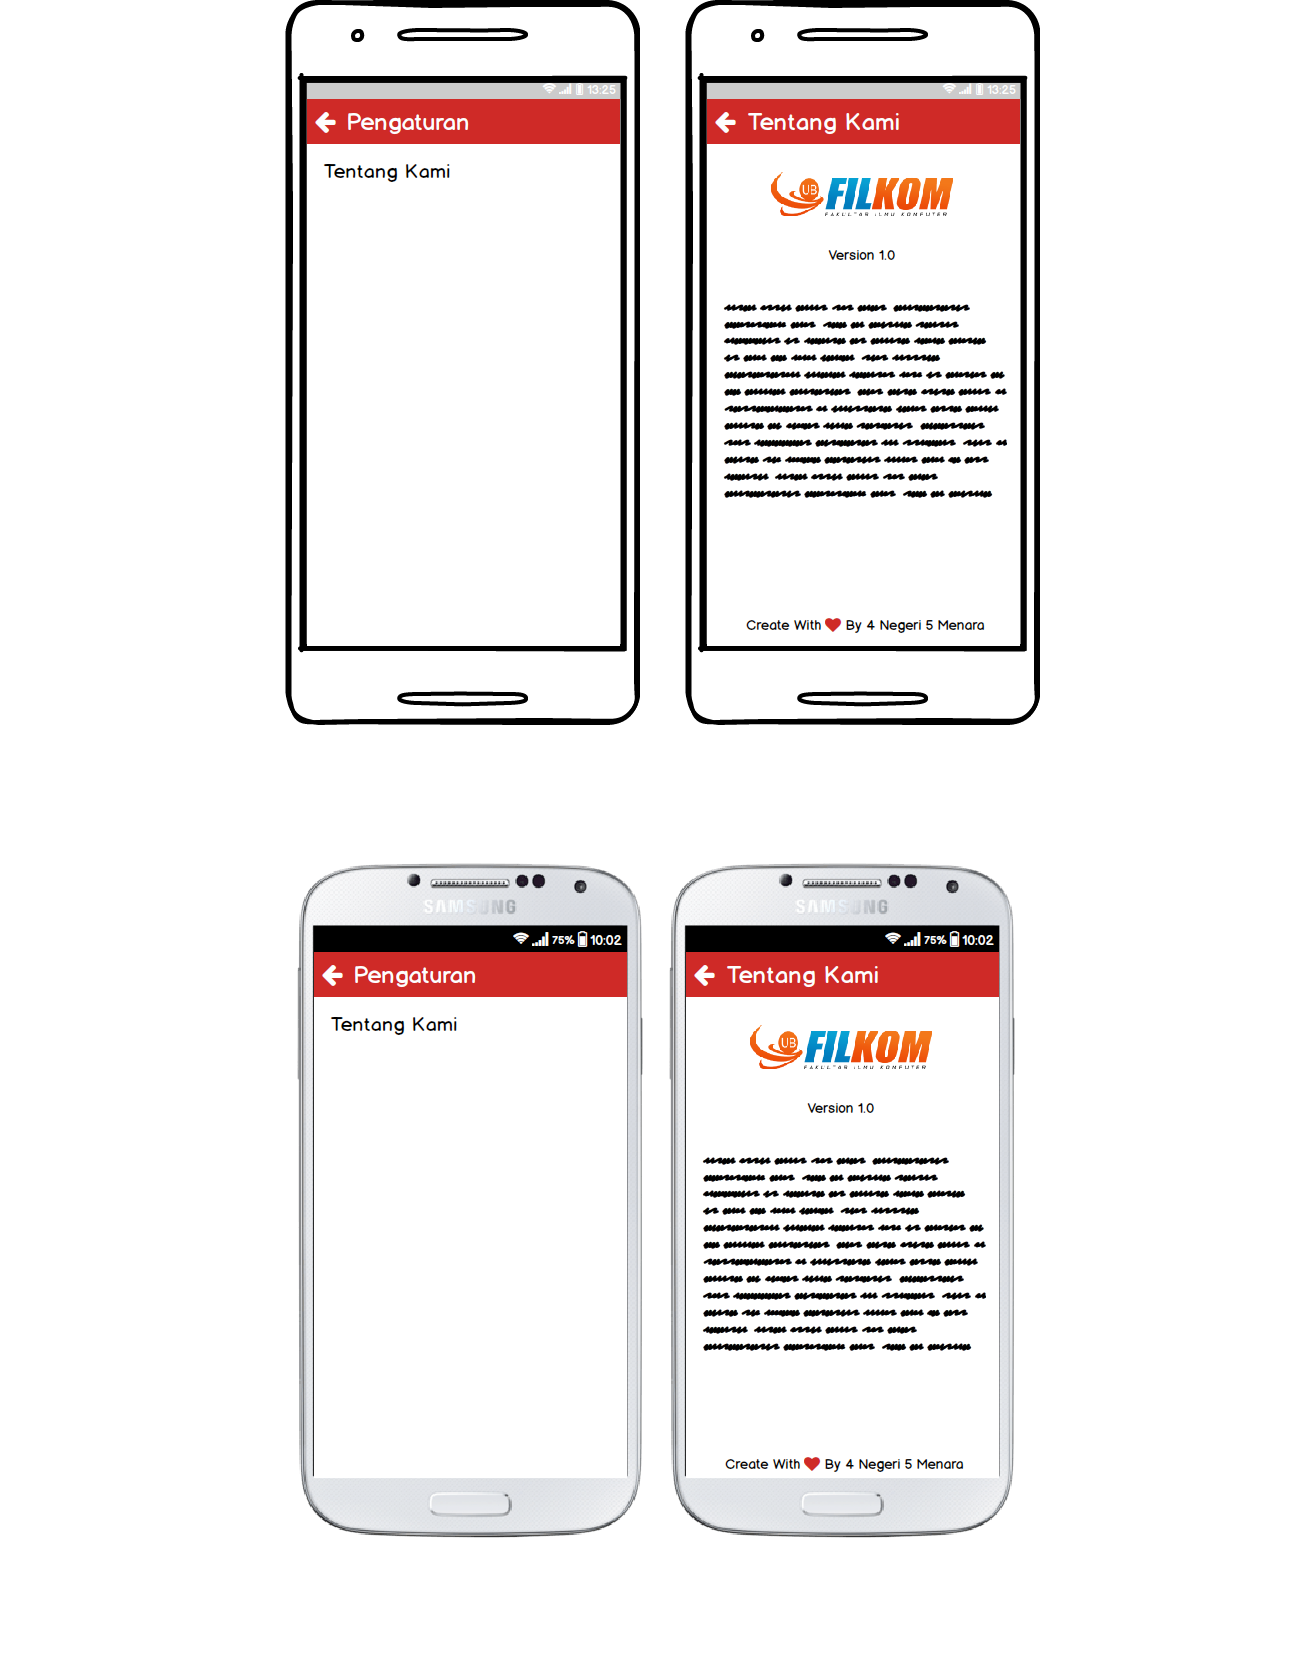 13:25
Pengaturan
Tentang Kami
13:25
Tentang Kami
UB FILKOM
FAKULTAS ILMU KOMPUTER
Version 1.0
Create With By 4 Negeri 5 Menara
SAMSUNG
75% 10:02
Pengaturan
Tentang Kami
SAMSUNG
75% 10:02
Tentang Kami
UB FILKOM
FAKULTAS ILMU KOMPUTER
Version 1.0
Create With By 4 Negeri 5 Menara